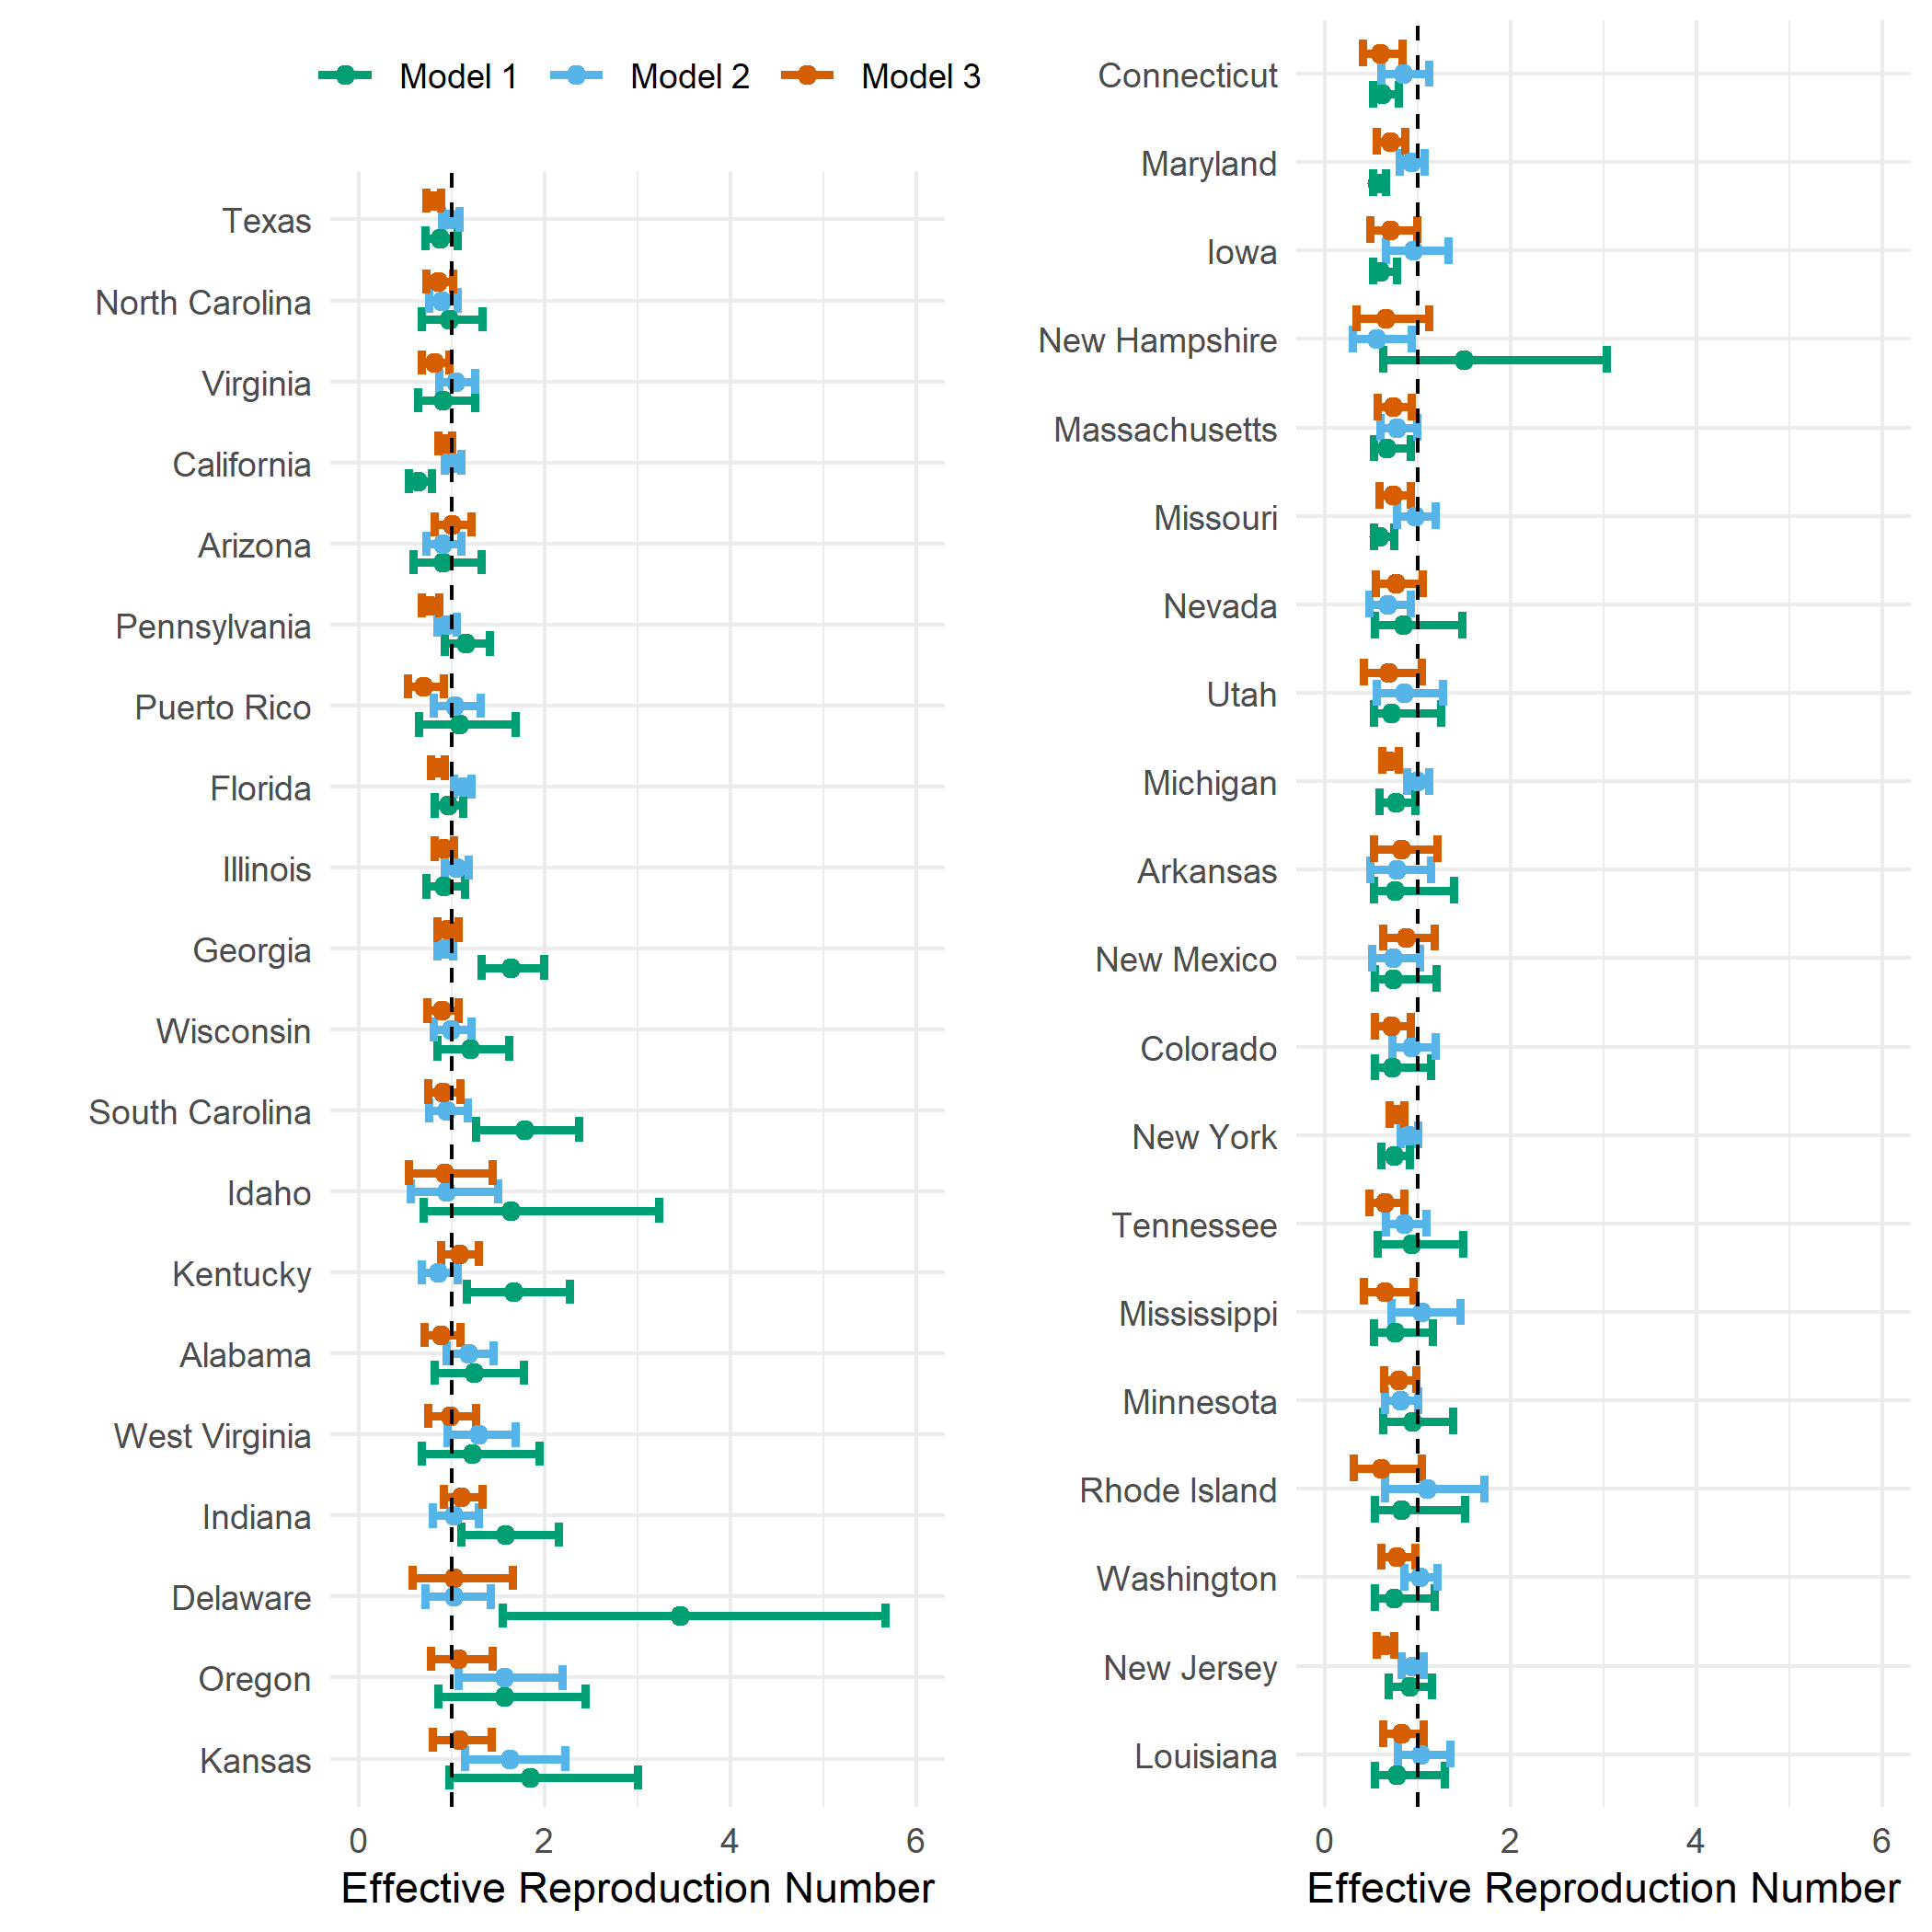 Model 1 Model 2 Model 3
Texas
North Carolina
Virginia
California
Arizona
Pennsylvania
Puerto Rico
Florida
Illinois
Georgia
Wisconsin
South Carolina
Idaho
Kentucky
Alabama
West Virginia
Indiana
Delaware
Oregon
Kansas
0 2 4 6
Effective Reproduction Number
Connecticut
Maryland
Iowa
New Hampshire
Massachusetts
Missouri
Nevada
Utah
Michigan
Arkansas
New Mexico
Colorado
New York
Tennessee
Mississippi
Minnesota
Rhode Island
Washington
New Jersey
Louisiana
0 2 4 6
Effective Reproduction Number